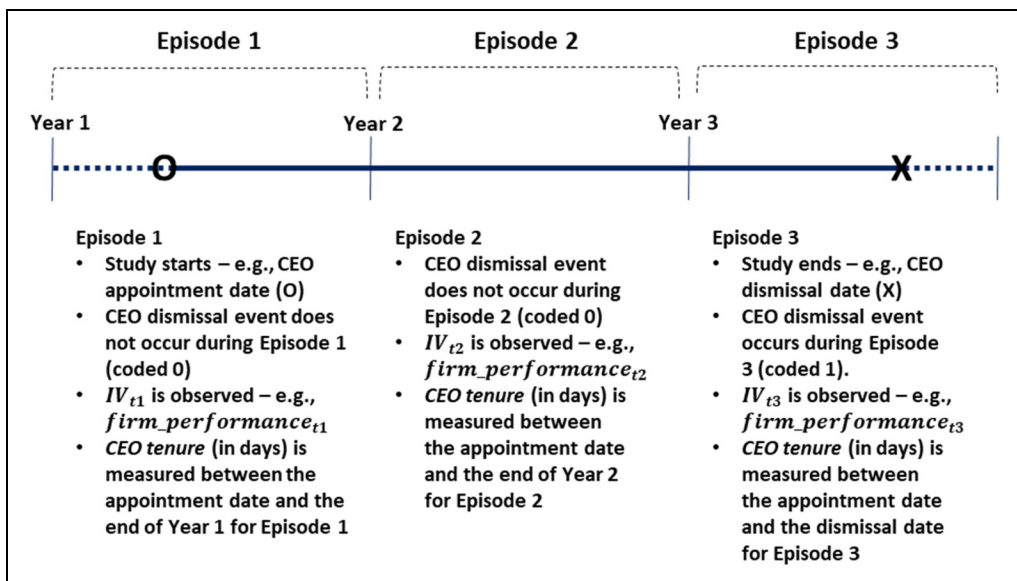 Episode 1
Episode 2
Episode 3
Year 1
Year 2
Year 3
O
X
Episode 1
• Study starts – e.g., CEO
appointment date (O)
• CEO dismissal event does
not occur during Episode 1
(coded 0)
• IVt1 is observed – e.g.,
firm_performancet1
• CEO tenure (in days) is
measured between the
appointment date and the
end of Year 1 for Episode 1
Episode 2
• CEO dismissal event
does not occur during
Episode 2 (coded 0)
• IVt2 is observed – e.g.,
firm_performancet2
• CEO tenure (in days) is
measured between
the appointment date
and the end of Year 2
for Episode 2
Episode 3
• Study ends – e.g., CEO
dismissal date (X)
• CEO dismissal event
occurs during Episode
3 (coded 1).
• IVt3 is observed – e.g.,
firm_performancet3
• CEO tenure (in days) is
measured between
the appointment date
and the dismissal date
for Episode 3